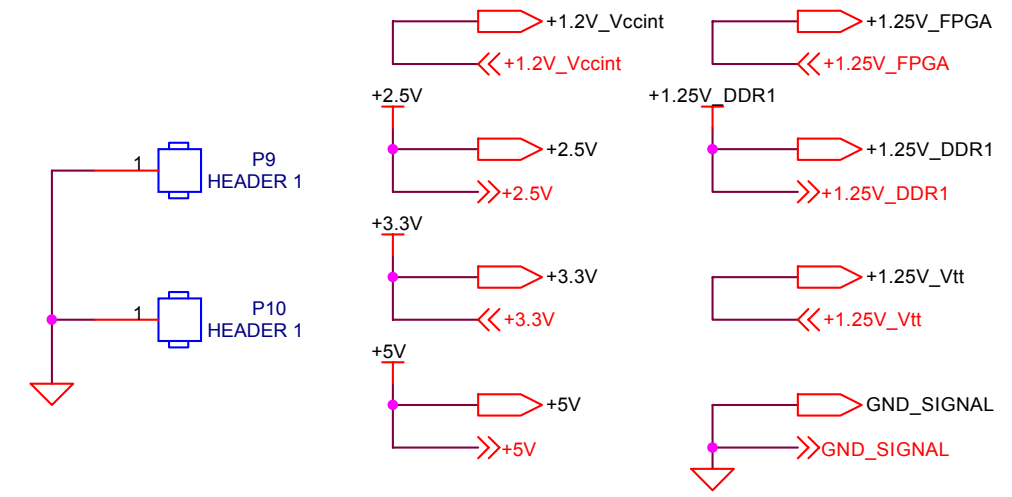 1
P9
HEADER 1
1
P10
HEADER 1
+1.2V_Vccint
+1.2V_Vccint
+2.5V
+2.5V
+2.5V
+3.3V
+3.3V
+3.3V
+5V
+5V
+5V
+1.25V_FPGA
+1.25V_FPGA
+1.25V_DDR1
+1.25V_DDR1
+1.25V_DDR1
+1.25V_Vtt
+1.25V_Vtt
GND_SIGNAL
GND_SIGNAL